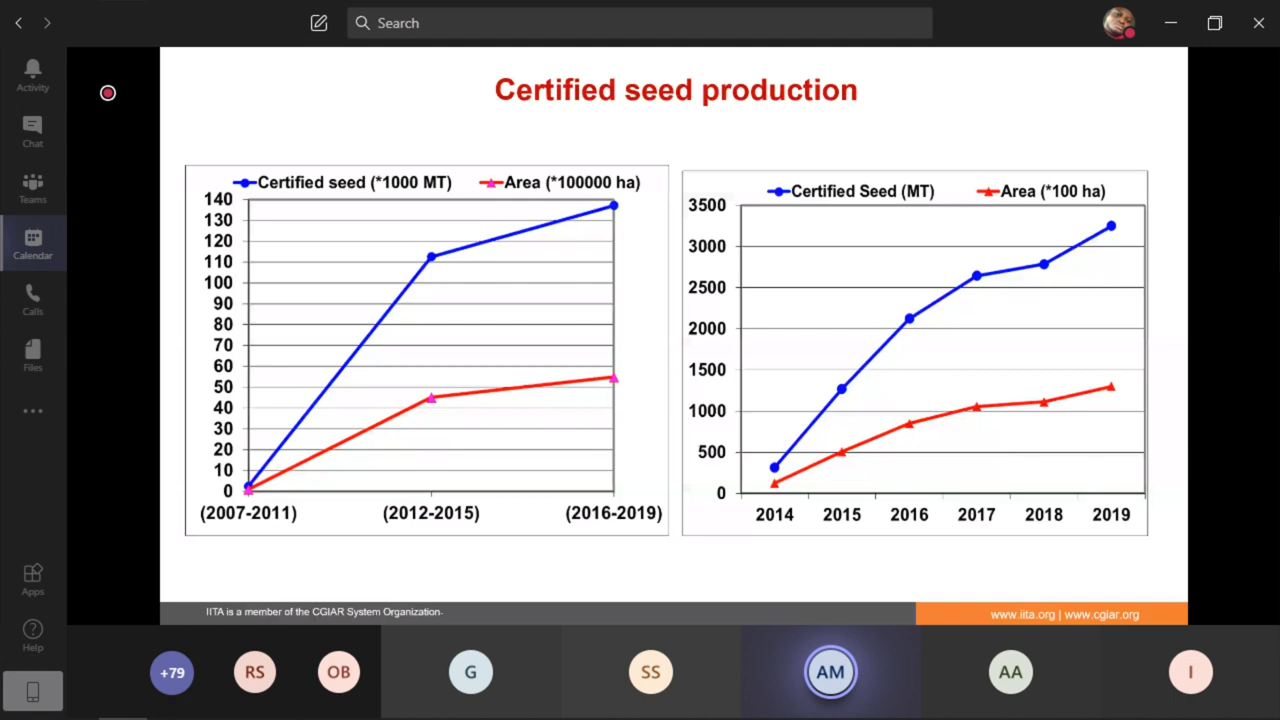 Search
Activity
Chat
Teams
Calendar
Calls
Files
Apps
Help
Certified seed production
Certified seed (*1000 MT) Area (*100000 ha)
140
130
120
110
100
90
80
70
60
50
40
30
20
10
0
(2007-2011) (2012-2015) (2016-2019)
Certified Seed (MT) Area (*100 ha)
3500
3000
2500
2000
1500
1000
500
0
2014 2015 2016 2017 2018 2019
IITA is a member of the CGIAR System Organization.
www.iita.org | www.cgiar.org
+79 RS OB G SS AM AA I